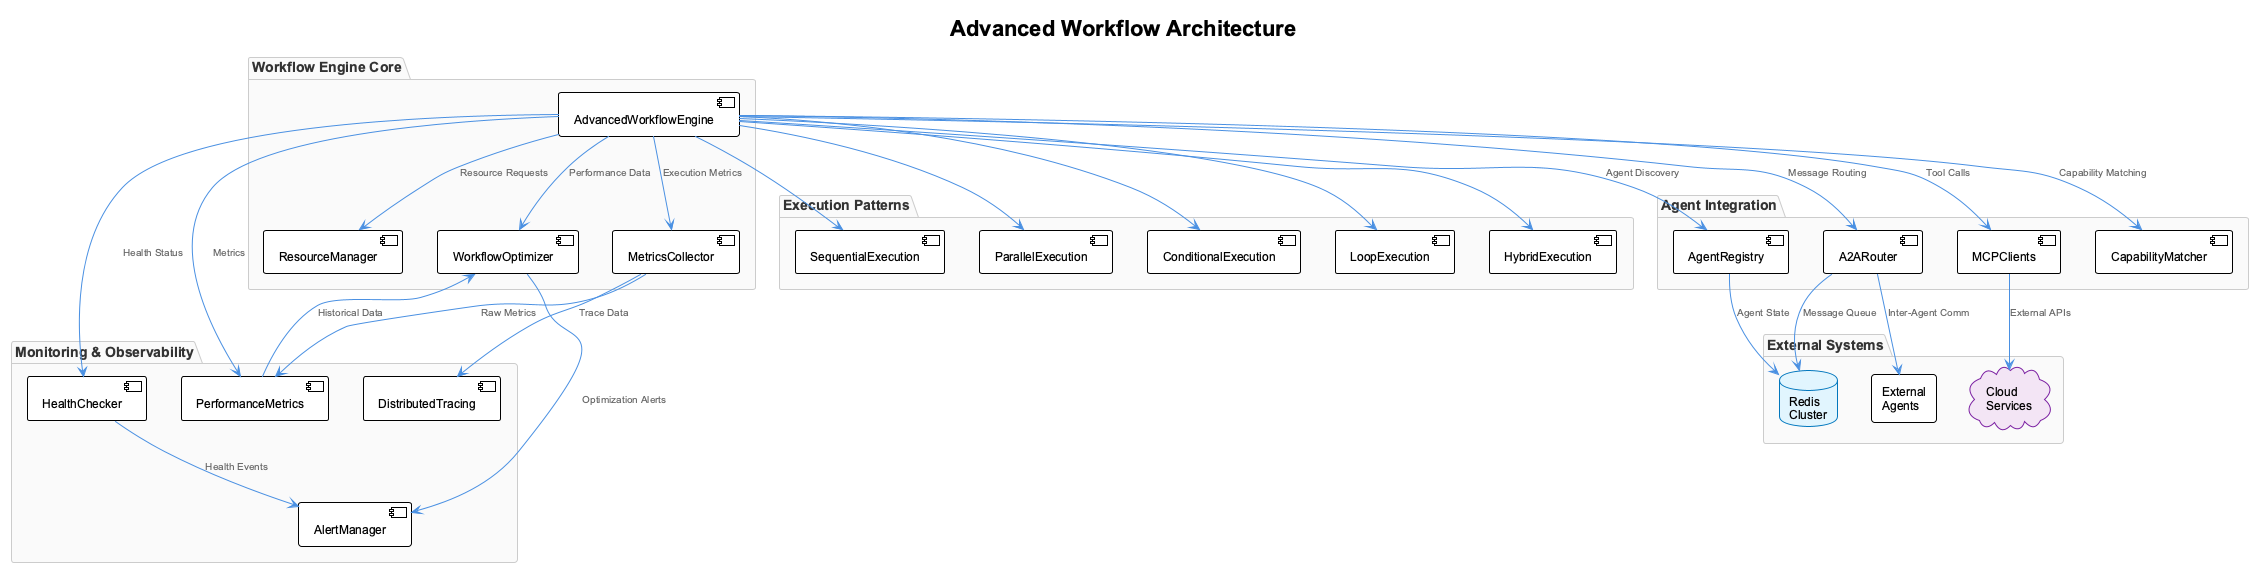 Advanced Workflow Architecture
Workflow Engine Core
AdvancedWorkflowEngine
Resource Requests
Performance Data
Execution Metrics
Agent Discovery
Message Routing
Tool Calls
Capability Matching
Execution Patterns
Agent Integration
ResourceManager
WorkflowOptimizer
MetricsCollector
SequentialExecution
ParallelExecution
ConditionalExecution
LoopExecution
HybridExecution
AgentRegistry
A2ARouter
MCPClients
CapabilityMatcher
Health Status
Metrics
Historical Data
Raw Metrics
Trace Data
Agent State
Message Queue
Inter-Agent Comm
External APIs
Monitoring & Observability
External Systems
HealthChecker
PerformanceMetrics
DistributedTracing
Optimization Alerts
Redis
Cluster
External
Agents
Cloud
Services
Health Events
AlertManager